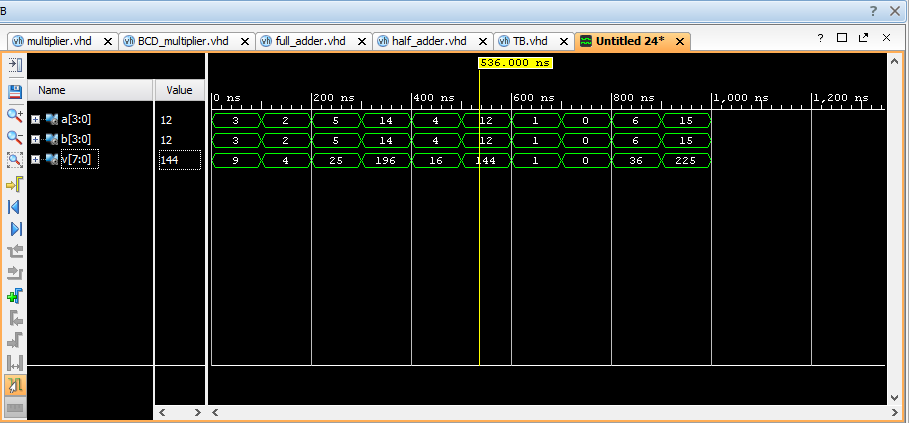 B
multiplier.vhd BCD_multiplier.vhd full_adder.vhd half_adder.vhd TB.vhd Untitled 24*
536.000 ns
Name Value 0 ns 200 ns 400 ns 600 ns 800 ns 1,000 ns 1,200 ns
a[3:0] 12 3 2 5 14 4 12 1 0 6 15
b[3:0] 12 3 2 5 14 4 12 1 0 6 15
v[7:0] 144 9 4 25 196 16 144 1 0 36 225